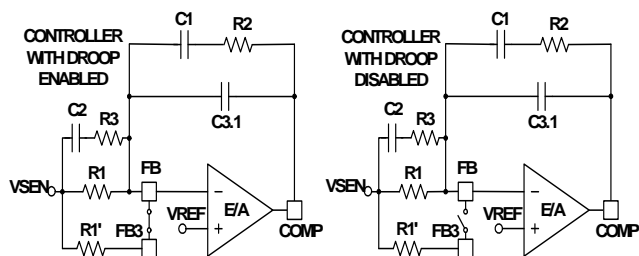 CONTROLLER
WITH DROOP
ENABLED
C1
R2
C3.1
C2
R3
R1
FB
VSEN
VREF
E/A
R1'
FB3
COMP
CONTROLLER
WITH DROOP
DISABLED
C1
R2
C3.1
C2
R3
R1
FB
VSEN
VREF
E/A
R1'
FB3
COMP